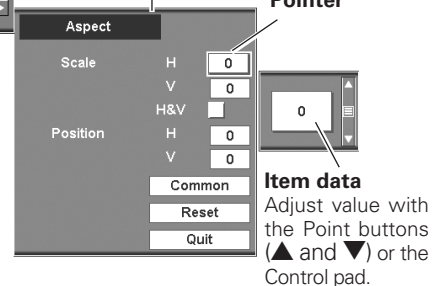 Pointer
Aspect
Scale H 0
V 0
H&V
Position H 0
V 0
Common
Reset
Quit
0
Item data
Adjust value with
the Point buttons
(▲ and ▼) or the
Control pad.